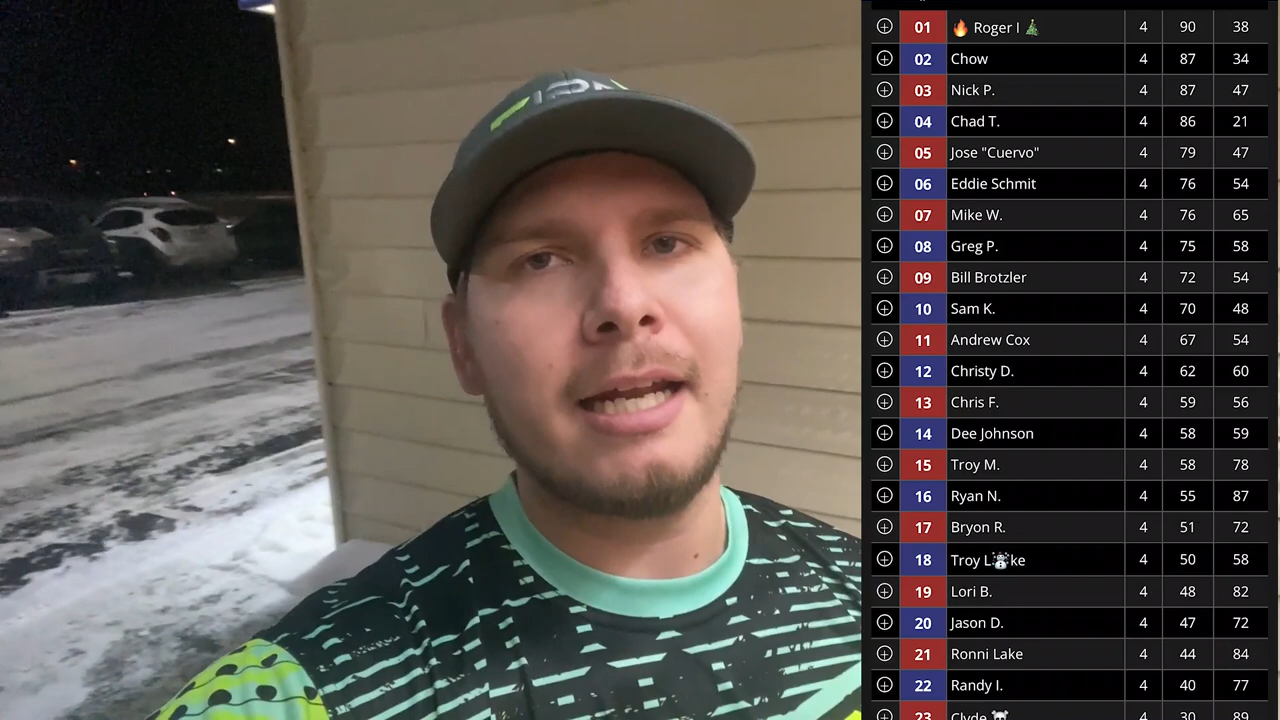 01 🔥 Roger I 🎄 4 90 38
02 Chow 4 87 34
03 Nick P. 4 87 47
04 Chad T. 4 86 21
05 Jose "Cuervo" 4 79 47
06 Eddie Schmit 4 76 54
07 Mike W. 4 76 65
08 Greg P. 4 75 58
09 Bill Brotzler 4 72 54
10 Sam K. 4 70 48
11 Andrew Cox 4 67 54
12 Christy D. 4 62 60
13 Chris F. 4 59 56
14 Dee Johnson 4 58 59
15 Troy M. 4 58 78
16 Ryan N. 4 55 87
17 Bryon R. 4 51 72
18 Troy L☃ke 4 50 58
19 Lori B. 4 48 82
20 Jason D. 4 47 72
21 Ronni Lake 4 44 84
22 Randy I. 4 40 77
23 Clyde 4 30 89